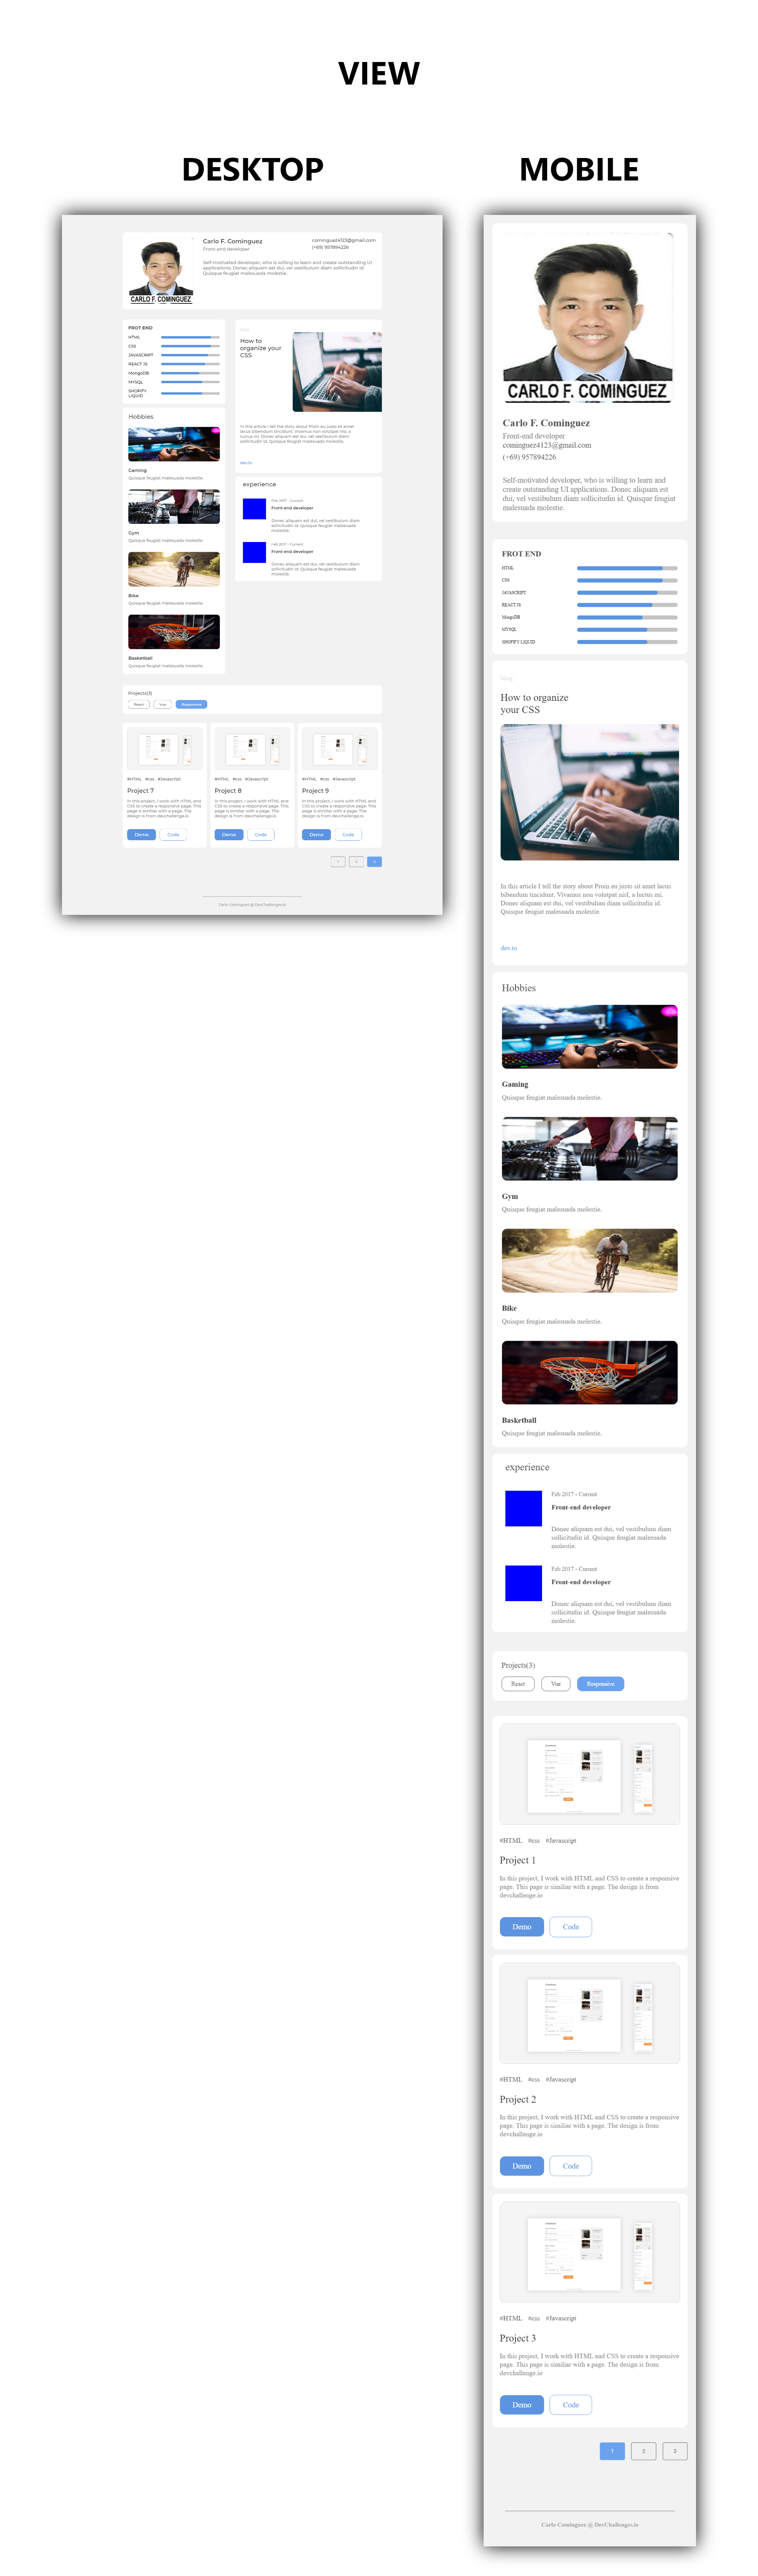 VIEW
DESKTOP
MOBILE
CARLO F. COMINGUEZ
Carlo F. Cominguez
Front-end developer
cominguez4123@gmail.com
(+69) 957894226
Self-motivated developer, who is willing to learn and create outstanding UI
applications. Donec aliquam est dui, vel vestibulum diam sollicitudin id.
Quisque feugiat malesuada molestie.
FROT END
HTML
CSS
JAVASCRIPT
REACT JS
MongoDB
MYSQL
SHOPIFY
LIQUID
Hobbies
Gaming
Quisque feugiat malesuada molestie.
Gym
Quisque feugiat malesuada molestie.
Bike
Quisque feugiat malesuada molestie.
Basketball
Quisque feugiat malesuada molestie.
blog
How to
organize your
CSS
In this article I tell the story about Proin eu justo sit amet
lacus bibendum tincidunt. Vivamus non volutpat nisl, a
luctus mi. Donec aliquam est dui, vel vestibulum diam
sollicitudin id. Quisque feugiat malesuada molestie.
dev.to
experience
Feb 2017 - Current
Front-end developer
Donec aliquam est dui, vel vestibulum diam
sollicitudin id. Quisque feugiat malesuada
molestie.
Feb 2017 - Current
Front-end developer
Donec aliquam est dui, vel vestibulum diam
sollicitudin id. Quisque feugiat malesuada
molestie.
Projects(3)
React Vue Responsive
#HTML #css #Javascript
Project 7
In this project, I work with HTML and
CSS to create a responsive page. This
page is similiar with a page. The
design is from devchallenge.io
Demo Code
#HTML #css #Javascript
Project 8
In this project, I work with HTML and
CSS to create a responsive page. This
page is similiar with a page. The
design is from devchallenge.io
Demo Code
#HTML #css #Javascript
Project 9
In this project, I work with HTML and
CSS to create a responsive page. This
page is similiar with a page. The
design is from devchallenge.io
Demo Code
Carlo Cominguez @ DevChallenges.io
CARLO F. COMINGUEZ
Carlo F. Cominguez
Front-end developer
cominguez4123@gmail.com
(+69) 957894226
Self-motivated developer, who is willing to learn and
create outstanding UI applications. Donec aliquam est
dui, vel vestibulum diam sollicitudin id. Quisque feugiat
malesuada molestie.
FROT END
HTML
CSS
JAVASCRIPT
REACT JS
MongoDB
MYSQL
SHOPIFY LIQUID
blog
How to organize
your CSS
In this article I tell the story about Proin eu justo sit amet lacus
bibendum tincidunt. Vivamus non volutpat nisl, a luctus mi.
Donec aliquam est dui, vel vestibulum diam sollicitudin id.
Quisque feugiat malesuada molestie.
dev.to
Hobbies
Gaming
Quisque feugiat malesuada molestie.
Gym
Quisque feugiat malesuada molestie.
Bike
Quisque feugiat malesuada molestie.
Basketball
Quisque feugiat malesuada molestie.
experience
Feb 2017 - Current
Front-end developer
Donec aliquam est dui, vel vestibulum diam
sollicitudin id. Quisque feugiat malesuada
molestie.
Feb 2017 - Current
Front-end developer
Donec aliquam est dui, vel vestibulum diam
sollicitudin id. Quisque feugiat malesuada
molestie.
Projects(3)
React Vue Responsive
#HTML #css #Javascript
Project 1
In this project, I work with HTML and CSS to create a responsive
page. This page is similiar with a page. The design is from
devchallenge.io
Demo Code
#HTML #css #Javascript
Project 2
In this project, I work with HTML and CSS to create a responsive
page. This page is similiar with a page. The design is from
devchallenge.io
Demo Code
#HTML #css #Javascript
Project 3
In this project, I work with HTML and CSS to create a responsive
page. This page is similiar with a page. The design is from
devchallenge.io
Demo Code
1 2 3
Carlo Cominguez @ DevChallenges.io